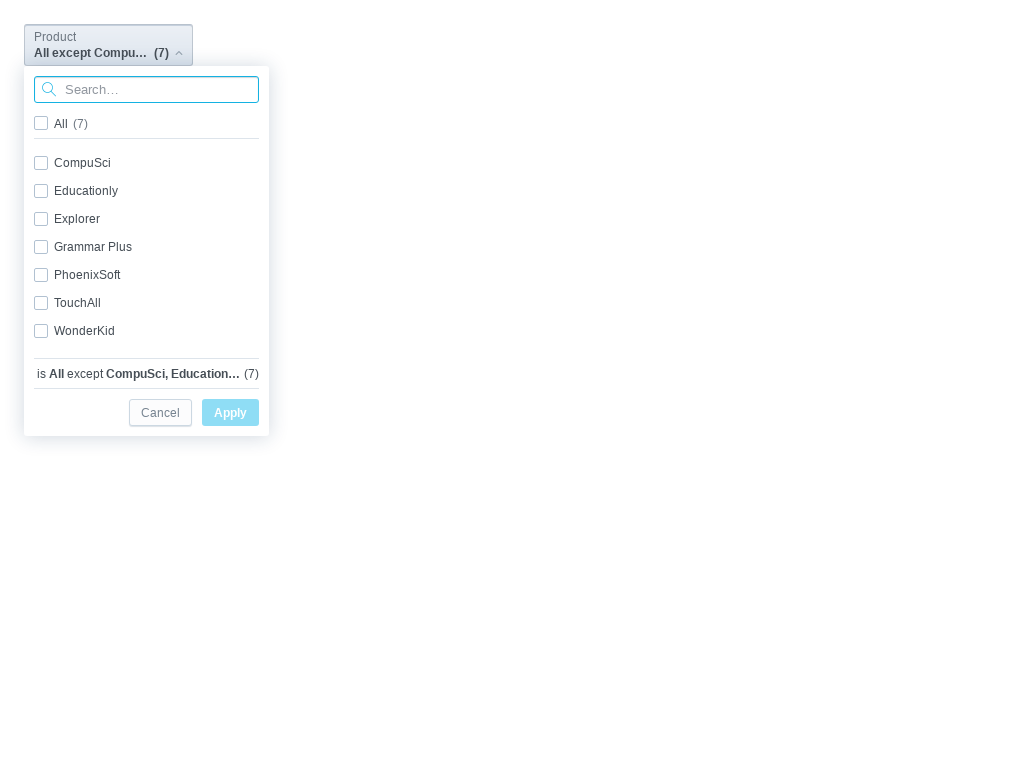 Product
All except Compu… (7)
Search…
All (7)
CompuSci
Educationly
Explorer
Grammar Plus
PhoenixSoft
TouchAll
WonderKid
is All except CompuSci, Education… (7)
Cancel Apply